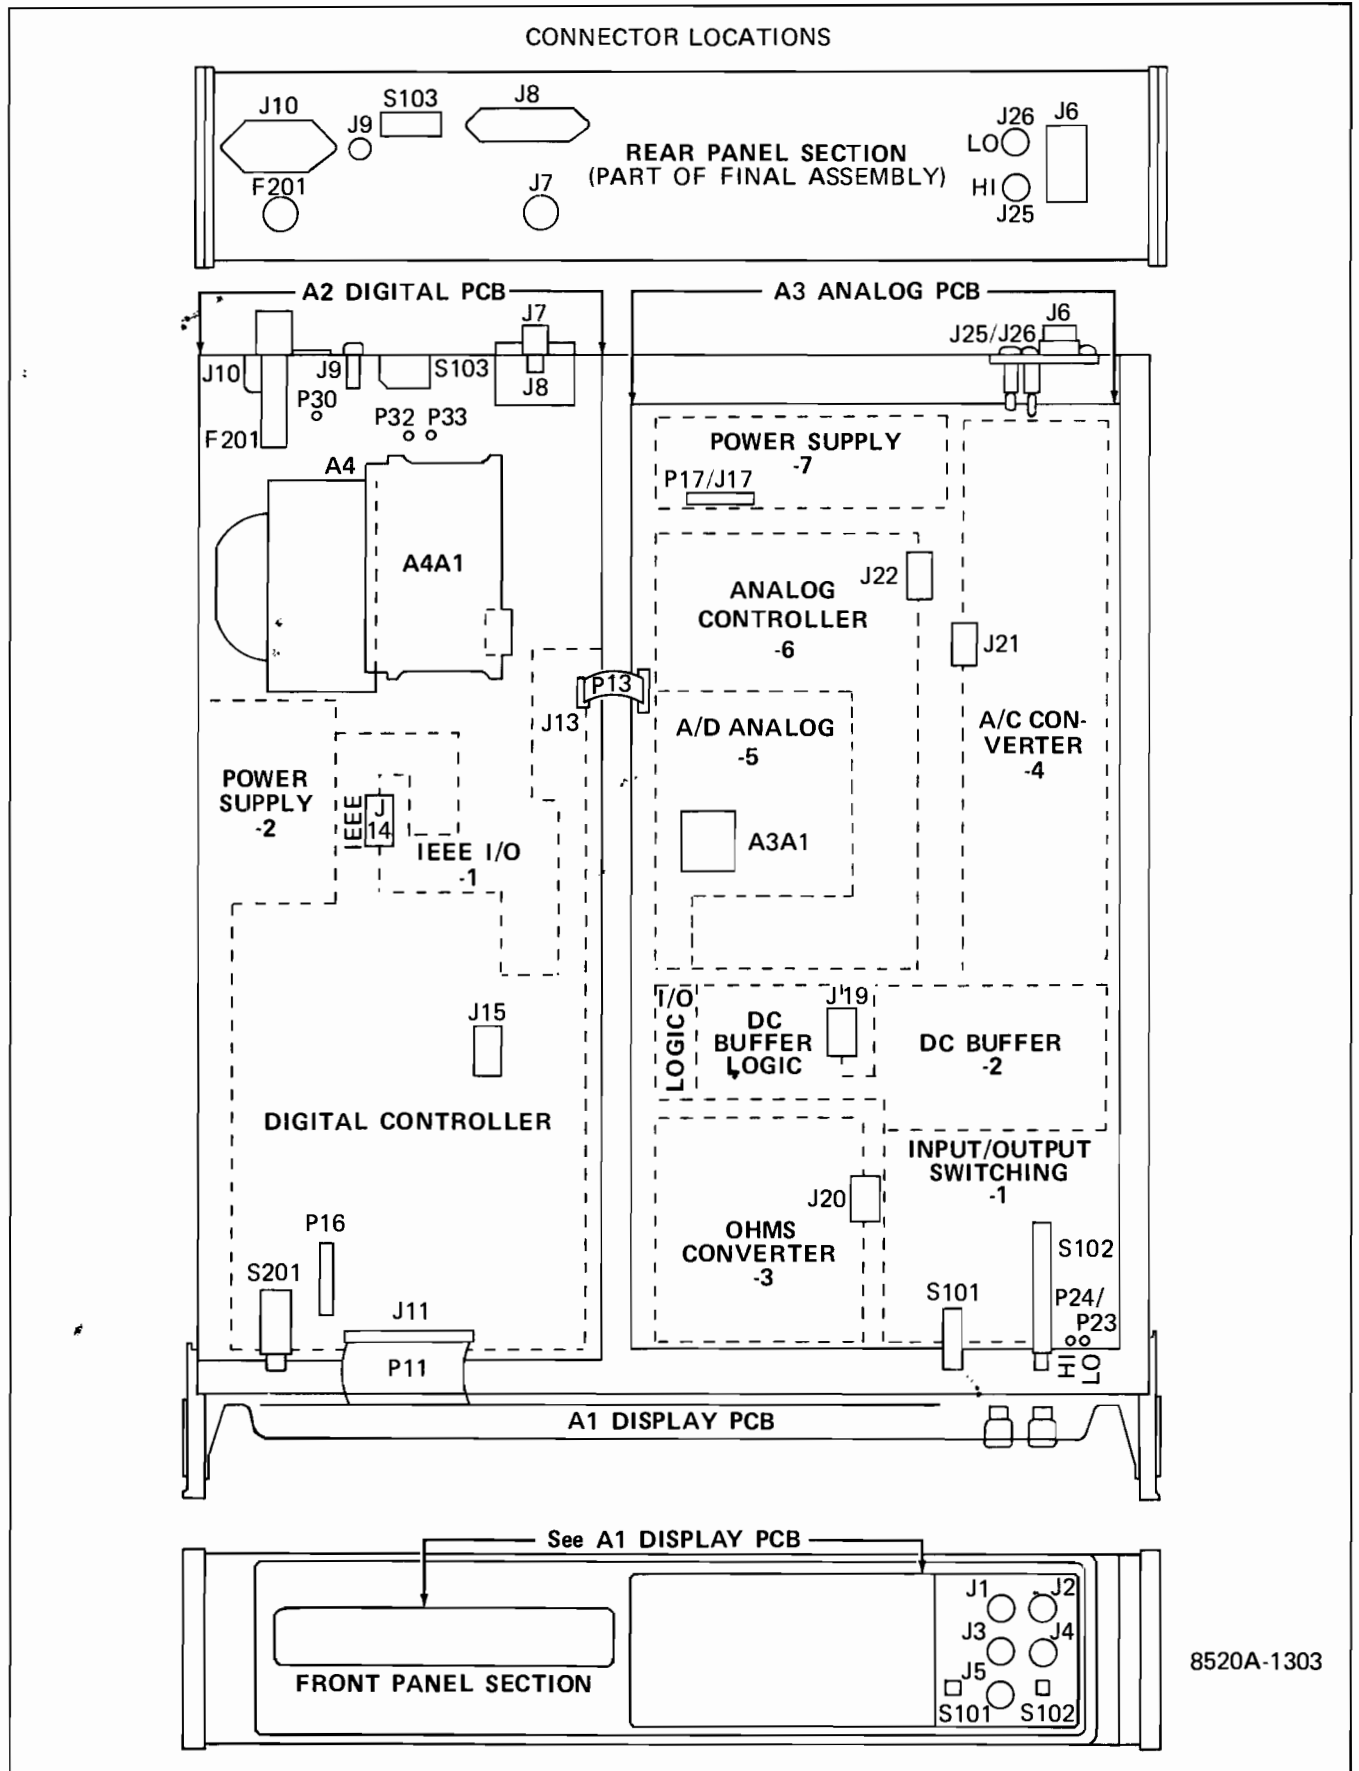 CONNECTOR LOCATIONS
J10
J9
S103
J8
J26
J6
LO
REAR PANEL SECTION
(PART OF FINAL ASSEMBLY)
F201
J7
HI
J25
A2 DIGITAL PCB
A3 ANALOG PCB
J7
J6
J25/J26
J10
J9
S103
J8
P30
P32
P33
F201
A4
POWER SUPPLY
-7
P17/J17
A4A1
J22
ANALOG
CONTROLLER
-6
J21
P13
J13
A/D ANALOG
-5
A/C CON-
VERTER
-4
POWER
SUPPLY
-2
IEEE
J
14
IEEE I/O
-1
A3A1
J15
I/O
LOGIC
DC
BUFFER
LOGIC
J19
DC BUFFER
-2
DIGITAL CONTROLLER
INPUT/OUTPUT
SWITCHING
-1
J20
P16
OHMS
CONVERTER
-3
S102
S201
S101
P24/
P23
J11
P11
HI
LO
A1 DISPLAY PCB
See A1 DISPLAY PCB
J1
J2
J3
J4
J5
FRONT PANEL SECTION
S101
S102
8520A-1303